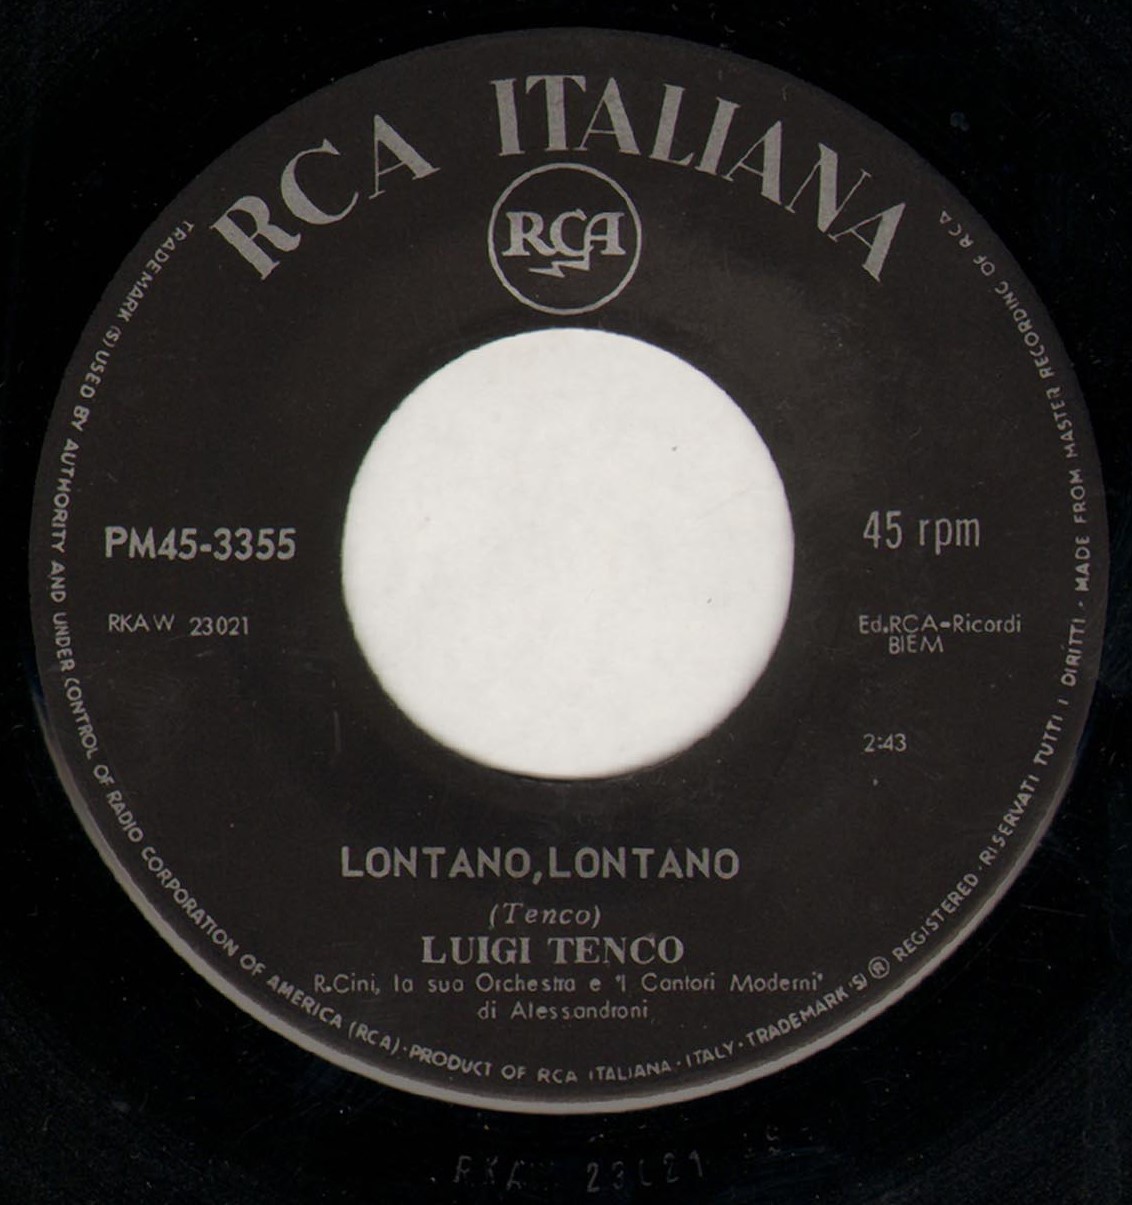 RCA ITALIANA
RCA
PM45-3355
45 rpm
RKAW 23021
Ed.RCA-Ricordi
BIEM
2:43
LONTANO,LONTANO
(Tenco)
LUIGI TENCO
R.Cini, la sua Orchestra e "I Cantori Moderni"
di Alessandroni
TRADEMARK (S) USED BY AUTHORITY AND UNDER CONTROL OF RADIO CORPORATION OF AMERICA (RCA)·PRODUCT OF RCA ITALIANA·ITALY·TRADEMARK (S) ® REGISTERED·RISERVATI TUTTI I DIRITTI·MADE FROM MASTER RECORDING OF RCA